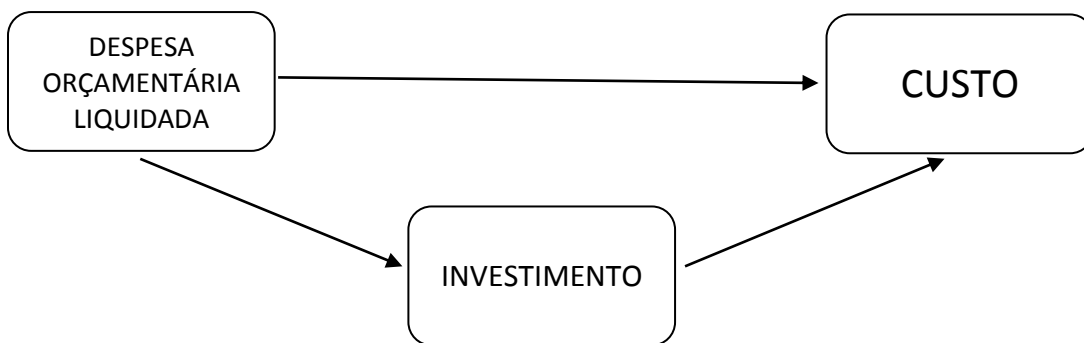 DESPESA
ORÇAMENTÁRIA
LIQUIDADA
CUSTO
INVESTIMENTO